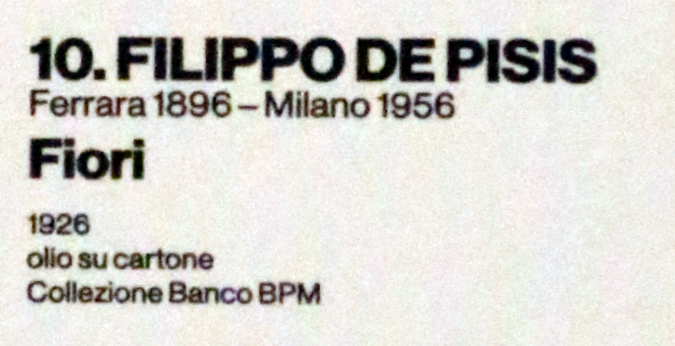 10. FILIPPO DE PISIS
Ferrara 1896 – Milano 1956
Fiori
1926
olio su cartone
Collezione Banco BPM